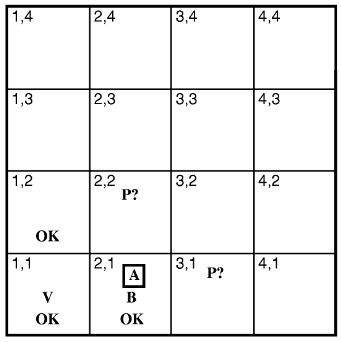 1,4 2,4 3,4 4,4
1,3 2,3 3,3 4,3
1,2 2,2 3,2 4,2
P?
OK
1,1 2,1 3,1 4,1
A P?
V B
OK OK